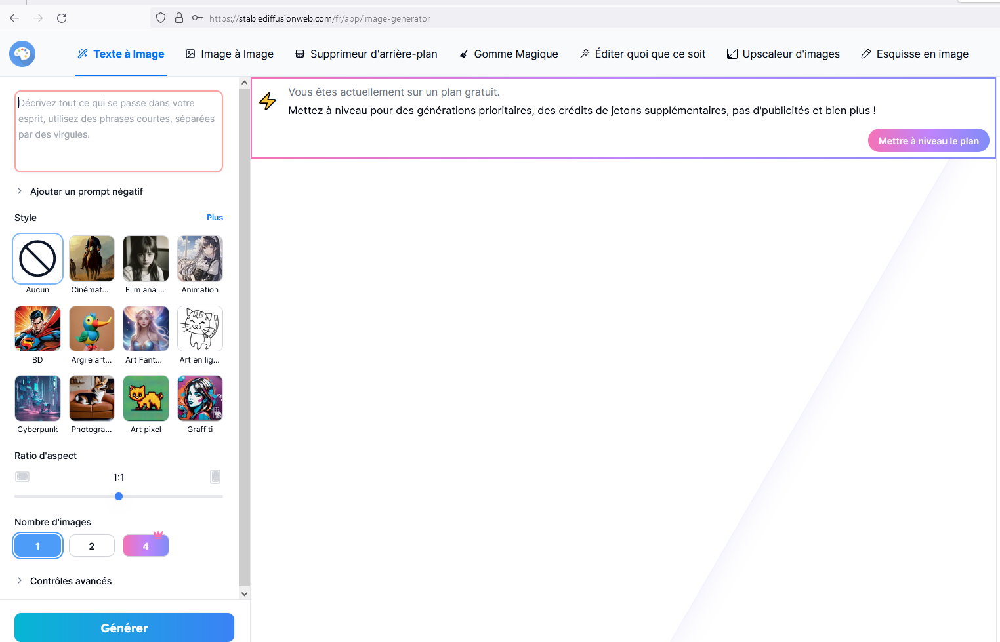 https://stablediffusionweb.com/fr/app/image-generator
Texte à Image
Image à Image
Supprimeur d'arrière-plan
Gomme Magique
Éditer quoi que ce soit
Upscaleur d'images
Esquisse en image
Décrivez tout ce qui se passe dans votre
esprit, utilisez des phrases courtes, séparées
par des virgules.
Vous êtes actuellement sur un plan gratuit.
Mettez à niveau pour des générations prioritaires, des crédits de jetons supplémentaires, pas d'publicités et bien plus !
Mettre à niveau le plan
Ajouter un prompt négatif
Style
Plus
Aucun
Cinémat...
Film anal...
Animation
BD
Argile art...
Art Fant...
Art en lig...
Cyberpunk
Photogra...
Art pixel
Graffiti
Ratio d'aspect
1:1
Nombre d'images
1
2
4
Contrôles avancés
Générer